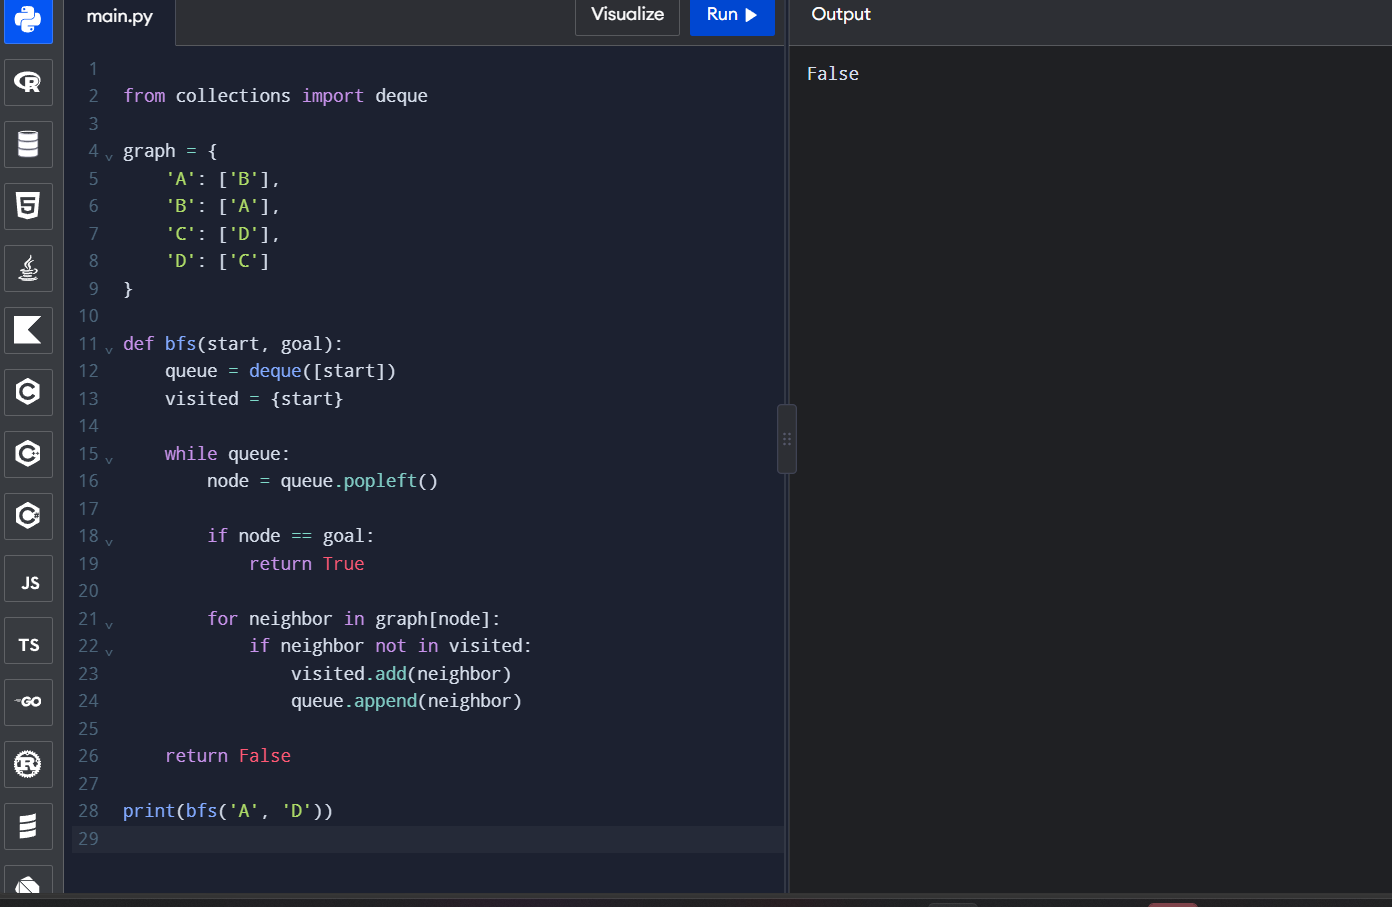 main.py
Visualize
Run
Output
1
2 from collections import deque
3
4 graph = {
5     'A': ['B'],
6     'B': ['A'],
7     'C': ['D'],
8     'D': ['C']
9 }
10
11 def bfs(start, goal):
12     queue = deque([start])
13     visited = {start}
14
15     while queue:
16         node = queue.popleft()
17
18         if node == goal:
19             return True
20
21         for neighbor in graph[node]:
22             if neighbor not in visited:
23                 visited.add(neighbor)
24                 queue.append(neighbor)
25
26     return False
27
28 print(bfs('A', 'D'))
29
False
R
5
C
C++
C#
JS
TS
GO
R